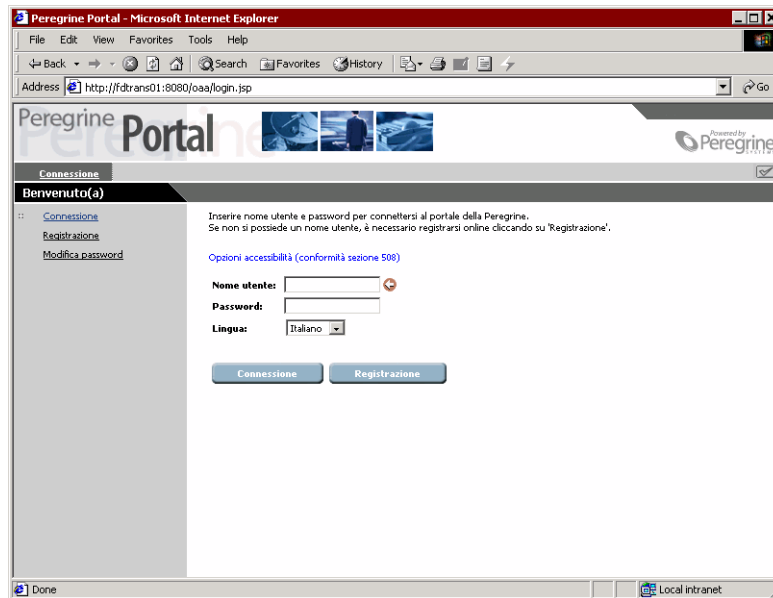 Peregrine Portal - Microsoft Internet Explorer
File Edit View Favorites Tools Help
Back Search Favorites History
Address http://fdtrans01:8080/oaa/login.jsp Go
Peregrine Portal
Powered by
Peregrine
SYSTEMS
Connessione
Benvenuto(a)
Connessione
Registrazione
Modifica password
Inserire nome utente e password per connettersi al portale della Peregrine.
Se non si possiede un nome utente, è necessario registrarsi online cliccando su 'Registrazione'.
Opzioni accessibilità (conformità sezione 508)
Nome utente:
Password:
Lingua: Italiano
Connessione Registrazione
Done Local intranet